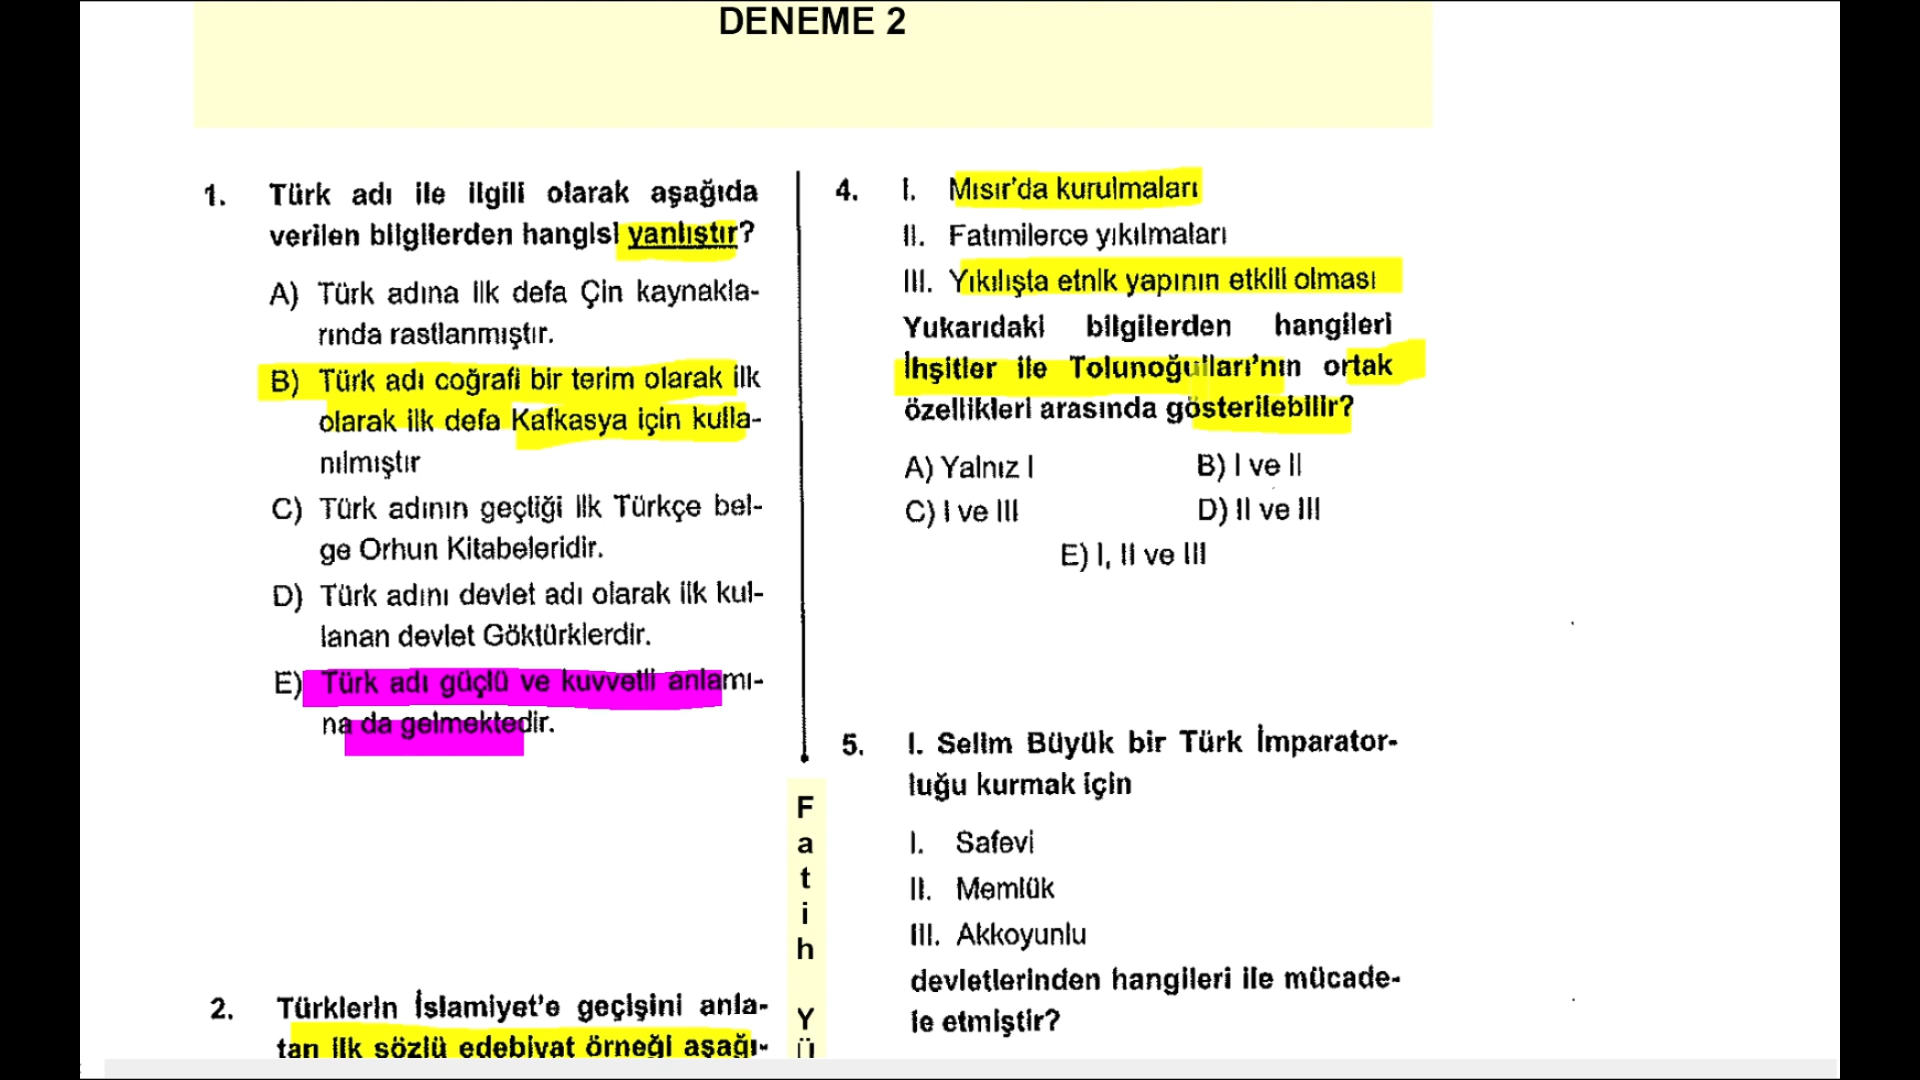 DENEME 2
1. Türk adı ile ilgili olarak aşağıda
verilen bilgilerden hangisi yanlıştır?
A) Türk adına ilk defa Çin kaynakla-
rında rastlanmıştır.
B) Türk adı coğrafi bir terim olarak ilk
olarak ilk defa Kafkasya için kulla-
nılmıştır
C) Türk adının geçtiği ilk Türkçe bel-
ge Orhun Kitabeleridir.
D) Türk adını devlet adı olarak ilk kul-
lanan devlet Göktürklerdir.
E) Türk adı güçlü ve kuvvetli anlamı-
na da gelmektedir.
2. Türklerin İslamiyet'e geçişini anla-
tan ilk sözlü edebiyat örneği aşağı-
F
a
t
i
h
Y
Ü
4. I. Mısır'da kurulmaları
II. Fatımilerce yıkılmaları
III. Yıkılışta etnik yapının etkili olması
Yukarıdaki bilgilerden hangileri
İhşitler ile Tolunoğulları'nın ortak
özellikleri arasında gösterilebilir?
A) Yalnız I B) I ve II
C) I ve III D) II ve III
E) I, II ve III
5. I. Selim Büyük bir Türk İmparator-
luğu kurmak için
I. Safevi
II. Memlük
III. Akkoyunlu
devletlerinden hangileri ile mücade-
le etmiştir?